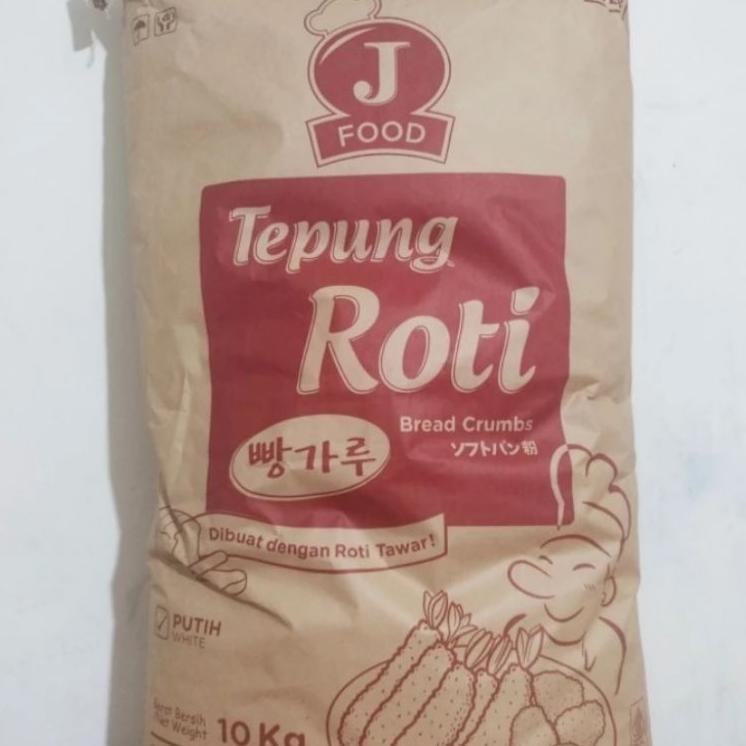 J
FOOD
Tepung
Roti
Bread Crumbs
ソフトパン粉
빵가루
Dibuat dengan Roti Tawar!
PUTIH
WHITE
Berat Bersih
Net Weight
10 Kg